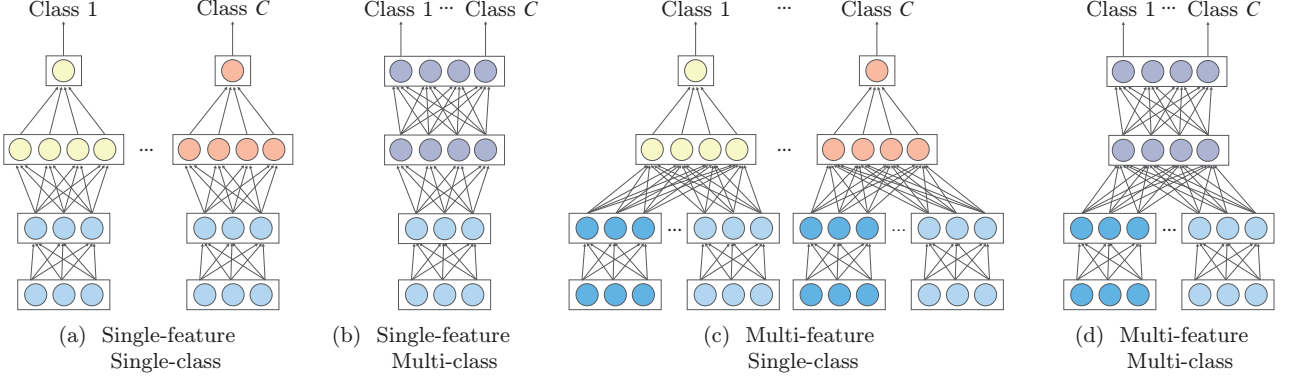 Class 1 Class C Class 1 ··· Class C Class 1 ··· Class C Class 1 ··· Class C
··· ···
··· ··· ···
(a) Single-feature (b) Single-feature (c) Multi-feature (d) Multi-feature
Single-class Multi-class Single-class Multi-class